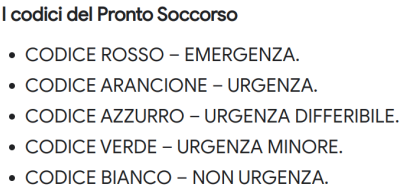 I codici del Pronto Soccorso
• CODICE ROSSO – EMERGENZA.
• CODICE ARANCIONE – URGENZA.
• CODICE AZZURRO – URGENZA DIFFERIBILE.
• CODICE VERDE – URGENZA MINORE.
• CODICE BIANCO – NON URGENZA.